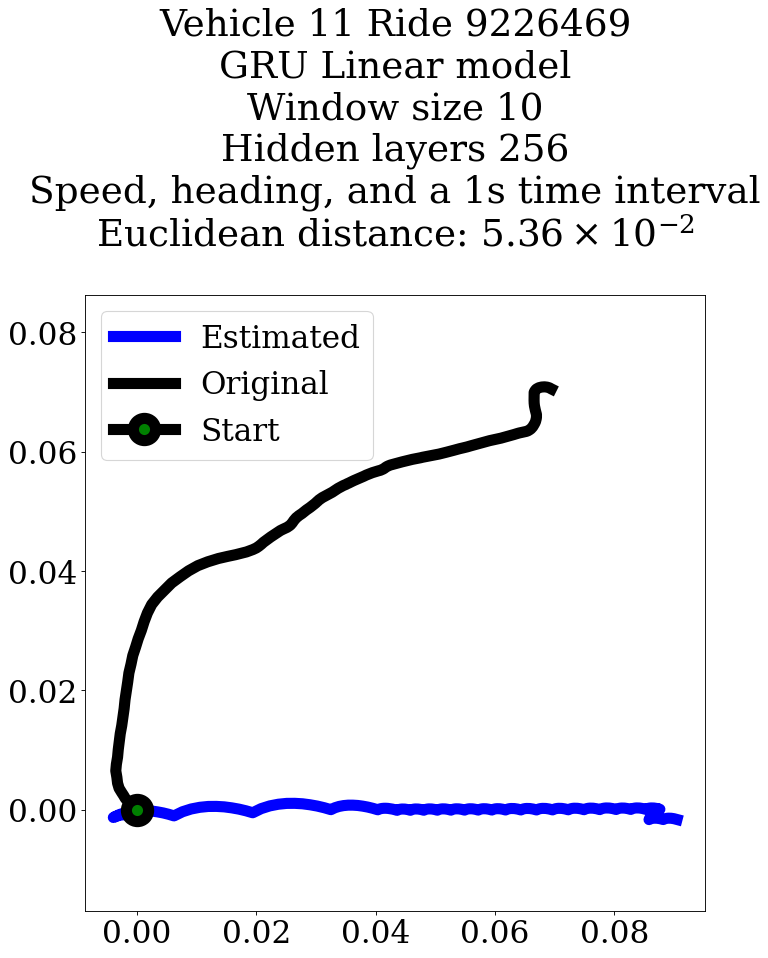 Vehicle 11 Ride 9226469
GRU Linear model
Window size 10
Hidden layers 256
Speed, heading, and a 1s time interval
Euclidean distance: 5.36 × 10⁻²
Estimated
Original
Start
0.08
0.06
0.04
0.02
0.00
0.00 0.02 0.04 0.06 0.08